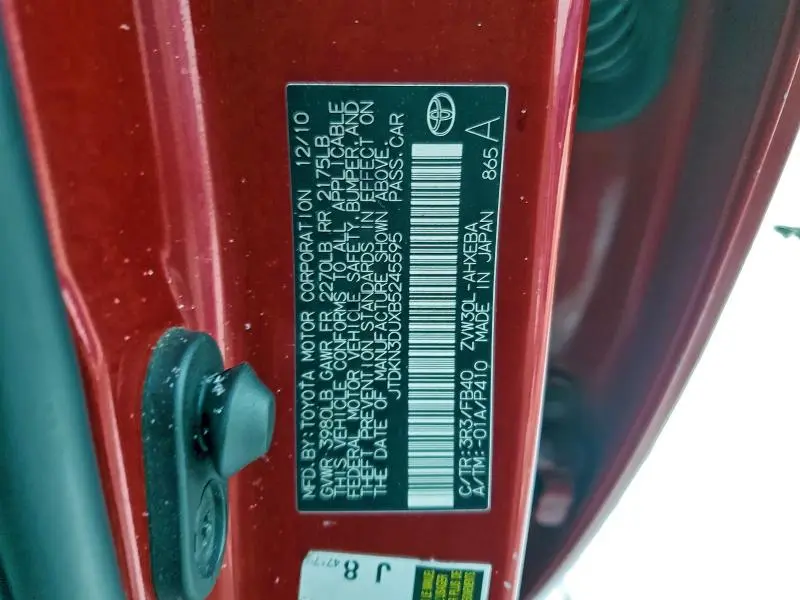 MFD.BY:TOYOTA MOTOR CORPORATION 12/10
GVWR 3980LB GAWR FR 2270LB RR 2175LB
THIS VEHICLE CONFORMS TO ALL APPLICABLE
FEDERAL MOTOR VEHICLE SAFETY, BUMPER, AND
THEFT PREVENTION STANDARDS IN EFFECT ON
THE DATE OF MANUFACTURE SHOWN ABOVE.
JTDKN3DUXB5245595 PASS.CAR
C/TR:3R3/FB40 ZVW30L-AHXEBA 865
A/TM:-01A/P410 MADE IN JAPAN A
J 8